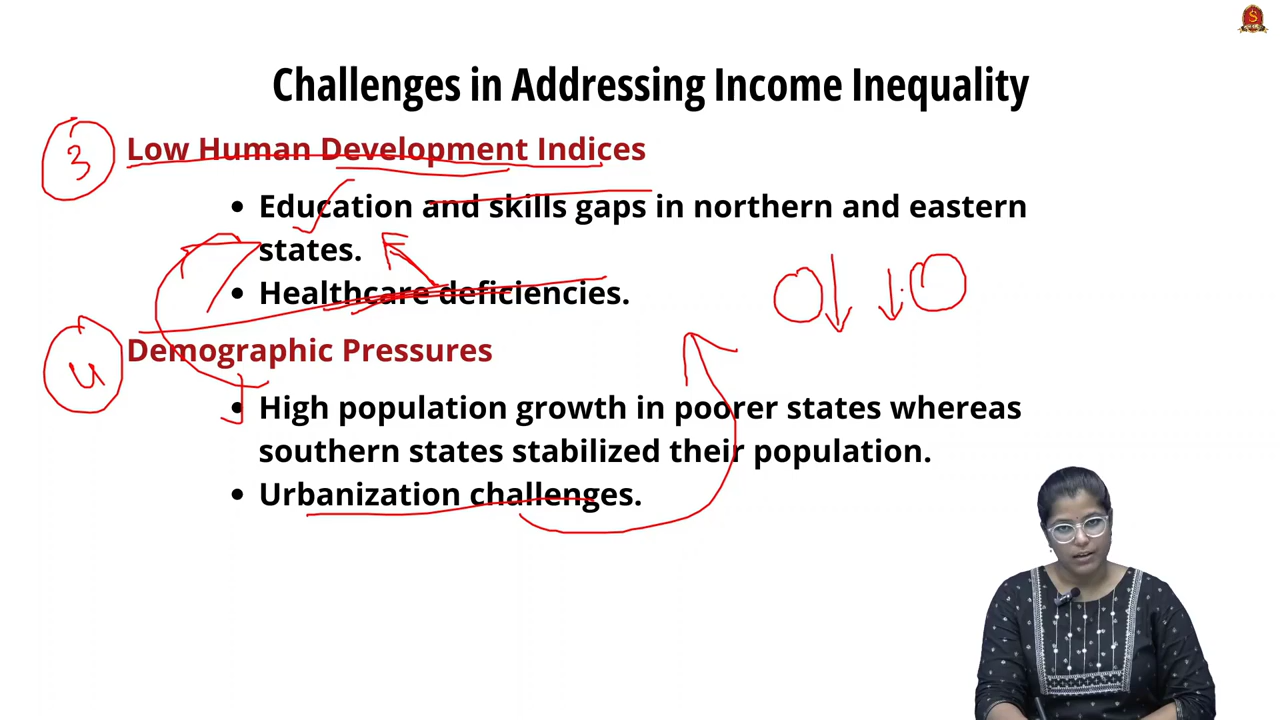 Challenges in Addressing Income Inequality
3 Low Human Development Indices
• Education and skills gaps in northern and eastern
states.
• Healthcare deficiencies.
4 Demographic Pressures
• High population growth in poorer states whereas
southern states stabilized their population.
• Urbanization challenges.